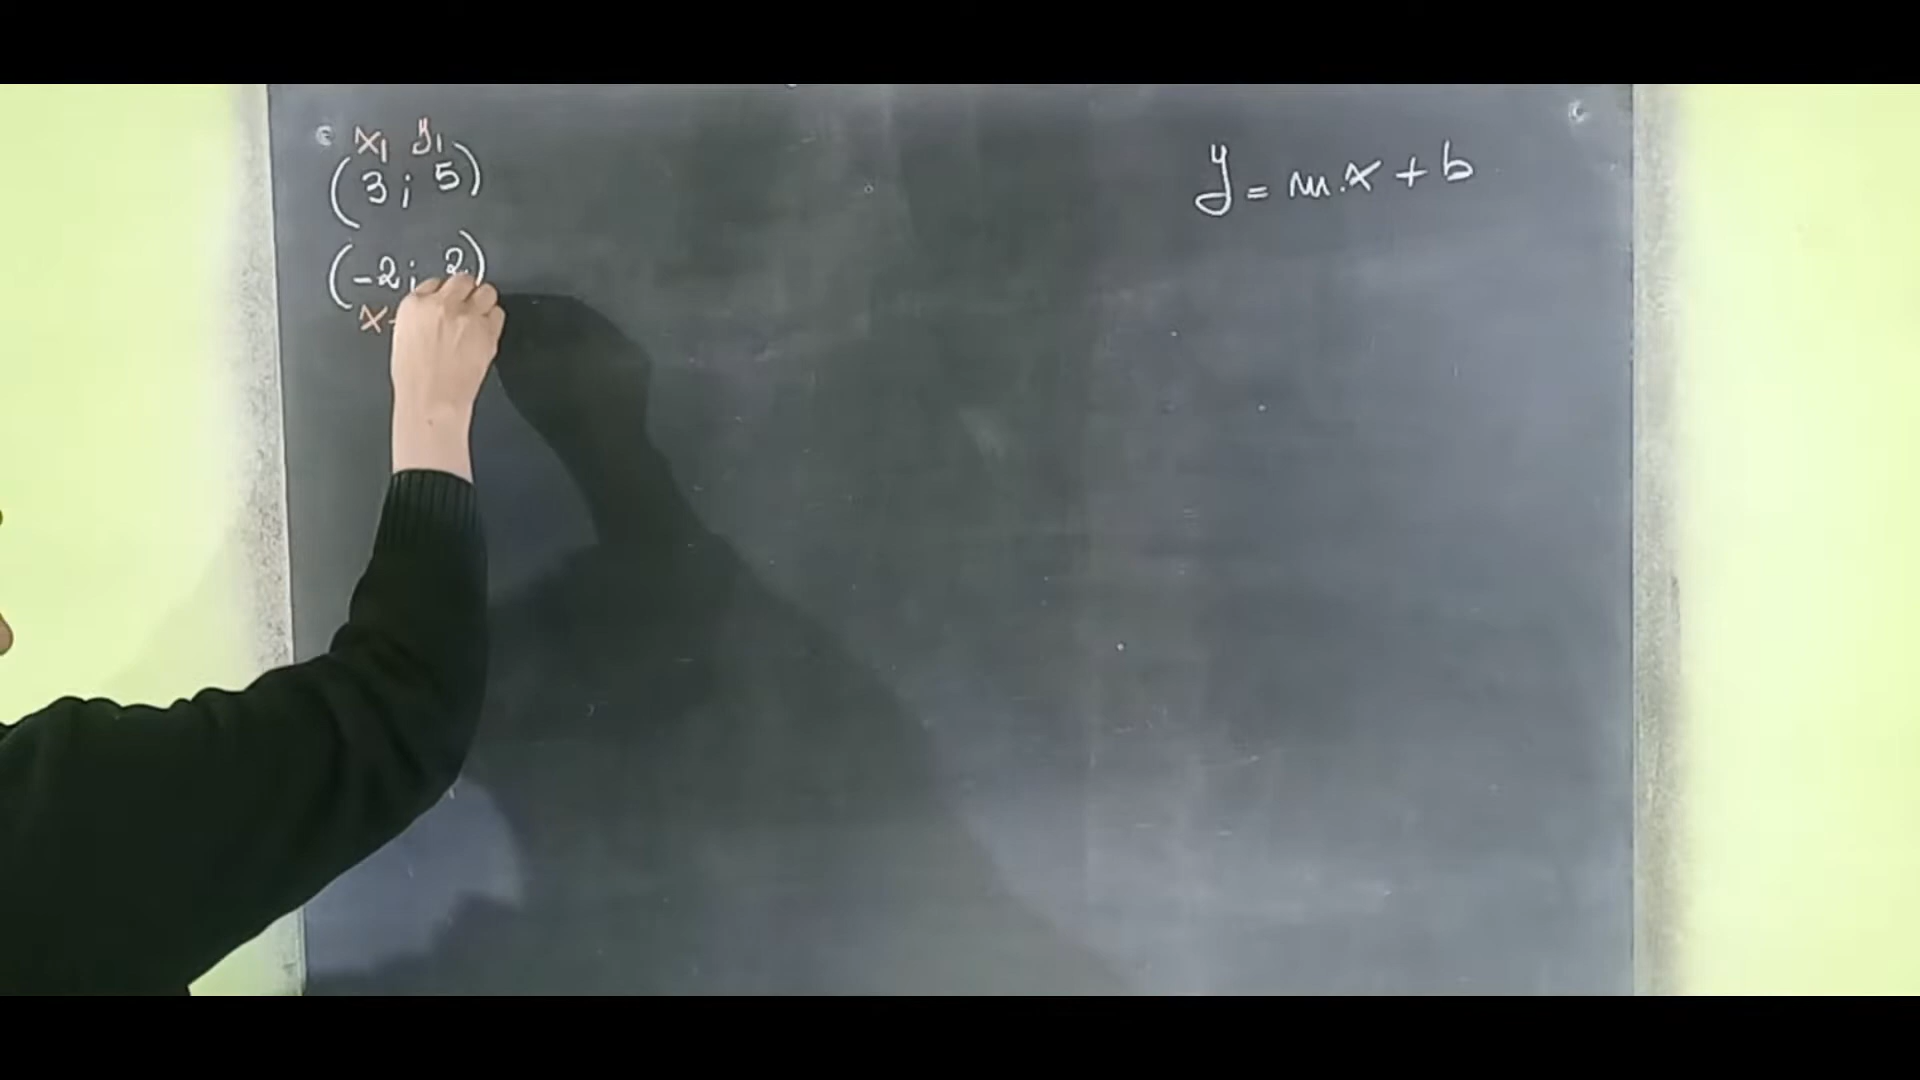 x₁ y₁
(3; 5)
(-2; 2)
x
y = m.x + b